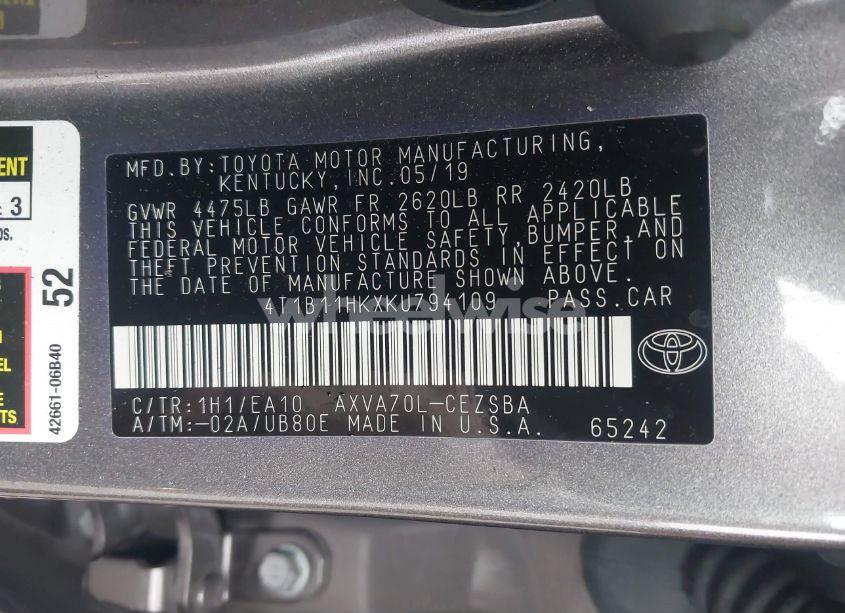 MFD. BY: TOYOTA MOTOR MANUFACTURING,
KENTUCKY, INC. 05/19
GVWR 4475LB GAWR FR 2620LB RR 2420LB
THIS VEHICLE CONFORMS TO ALL APPLICABLE
FEDERAL MOTOR VEHICLE SAFETY, BUMPER, AND
THEFT PREVENTION STANDARDS IN EFFECT ON
THE DATE OF MANUFACTURE SHOWN ABOVE.
4T1B11HKXKU794109 PASS. CAR
wheelwise
C/TR: 1H1/EA10 AXVA70L-CEZSBA
A/TM: -02A/UB80E MADE IN U.S.A. 65242
52
42661-06B40
3